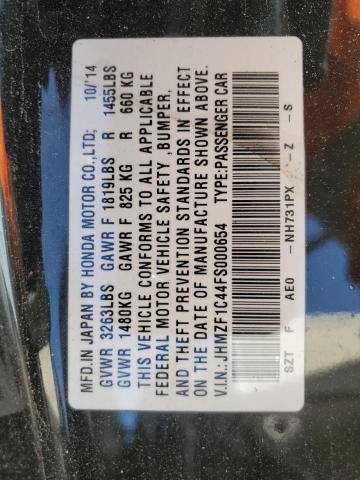 MFD.IN JAPAN BY HONDA MOTOR CO.,LTD; 10/'14
GVWR 3263LBS GAWR F 1819LBS R 1455LBS
GVWR 1480KG GAWR F 825 KG R 660 KG
THIS VEHICLE CONFORMS TO ALL APPLICABLE
FEDERAL MOTOR VEHICLE SAFETY ,BUMPER,
AND THEFT PREVENTION STANDARDS IN EFFECT
ON THE DATE OF MANUFACTURE SHOWN ABOVE.
V.I.N.:JHMZF1C44FS000654 TYPE:PASSENGER CAR
SZT F AE0 -NH731PX -Z -S